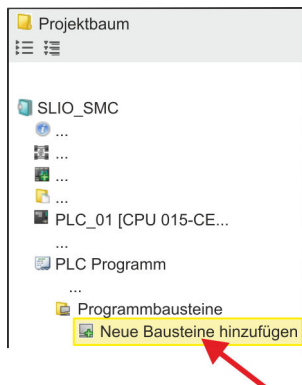 Projektbaum
SLIO_SMC
...
...
...
...
PLC_01 [CPU 015-CE...
...
PLC Programm
...
Programmbausteine
Neue Bausteine hinzufügen